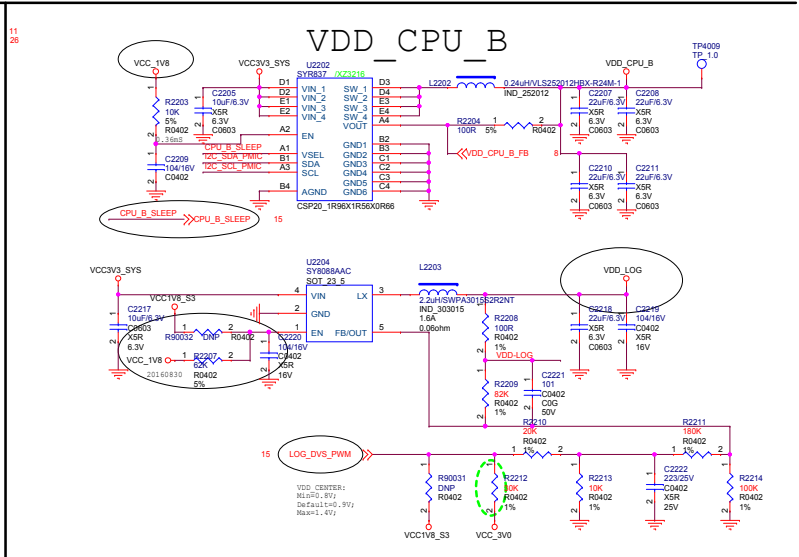 11
26
VDD_CPU_B
VCC_1V8
VCC3V3_SYS
U2202
SYR837 /XZ3216
VDD_CPU_B
TP4009
TP_1.0
R2203
10K
5%
R0402
0.36mS
C2205
10uF/6.3V
X5R
6.3V
C0603
D1 VIN_1 SW_1 D3
D2 VIN_2 SW_2 D4
E1 VIN_3 SW_3 E3
E2 VIN_4 SW_4 E4
VOUT A4
A2 EN
GND1 B2
A1 VSEL GND2 B3
B1 SDA GND3 C1
A3 SCL GND4 C2
GND5 C3
B4 AGND GND6 C4
CSP20_1R96X1R56X0R66
L2202
0.24uH/VLS252012HBX-R24M-1
IND_252012
R2204
100R
5%
R0402
1 2
VDD_CPU_B_FB 8
C2207
22uF/6.3V
X5R
6.3V
C0603
C2208
22uF/6.3V
X5R
6.3V
C0603
C2210
22uF/6.3V
X5R
6.3V
C0603
C2211
22uF/6.3V
X5R
6.3V
C0603
C2209
104/16V
C0402
CPU_B_SLEEP
I2C_SDA_PMIC
I2C_SCL_PMIC
CPU_B_SLEEP
CPU_B_SLEEP 15
VCC3V3_SYS
U2204
SY8088AAC
SOT_23_5
4 VIN LX 3
2 GND
1 EN FB/OUT 5
L2203
2.2uH/SWPA3015S2R2NT
IND_303015
1.6A
0.06ohm
VDD_LOG
VCC1V8_S3
C2217
10uF/6.3V
C0603
X5R
6.3V
R90032
DNP
R0402
1 2
VCC_1V8
R2207
62K
R0402
5%
20160830
C2220
104/16V
C0402
X5R
16V
R2208
100R
R0402
1%
C2218
22uF/6.3V
X5R
6.3V
C0603
C2219
104/16V
C0402
X5R
16V
VDD-LOG
R2209
82K
R0402
1%
C2221
101
C0402
C0G
50V
R2210
20K
R0402
1%
R2211
180K
R0402
1%
15 LOG_DVS_PWM
R90031
DNP
R0402
R2212
30K
R0402
1%
R2213
10K
R0402
1%
C2222
223/25V
C0402
X5R
25V
R2214
100K
R0402
1%
VDD_CENTER:
Min=0.8V;
Default=0.9V;
Max=1.4V;
VCC1V8_S3
VCC_3V0